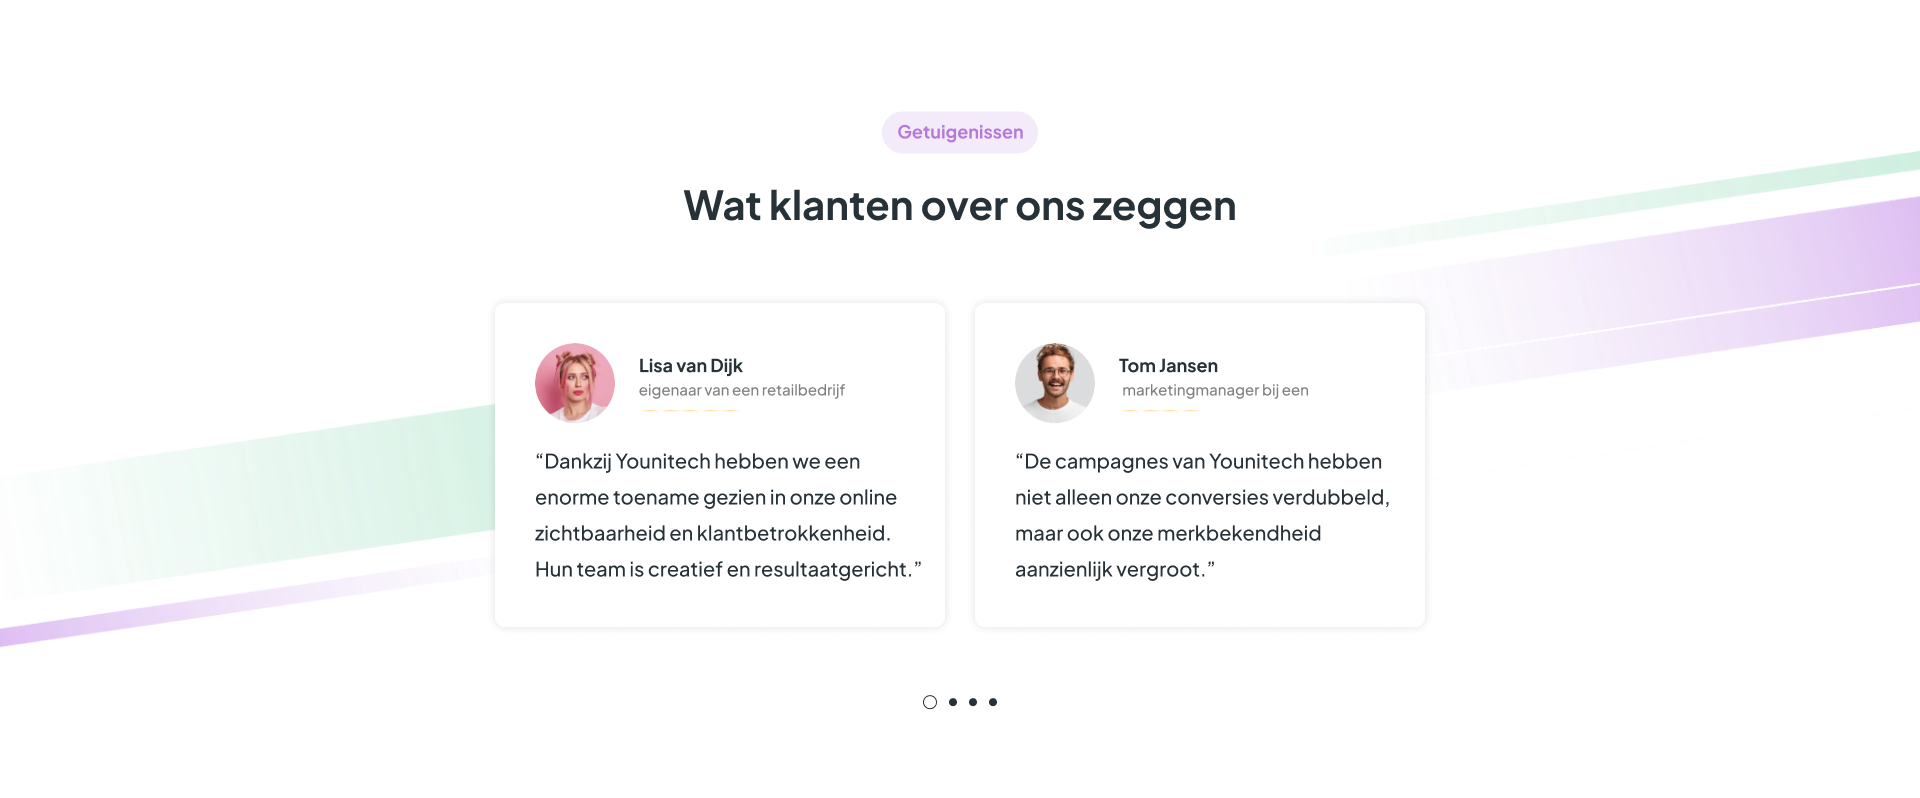 Getuigenissen
Wat klanten over ons zeggen
Lisa van Dijk
eigenaar van een retailbedrijf
“Dankzij Younitech hebben we een
enorme toename gezien in onze online
zichtbaarheid en klantbetrokkenheid.
Hun team is creatief en resultaatgericht.”
Tom Jansen
marketingmanager bij een
“De campagnes van Younitech hebben
niet alleen onze conversies verdubbeld,
maar ook onze merkbekendheid
aanzienlijk vergroot.”